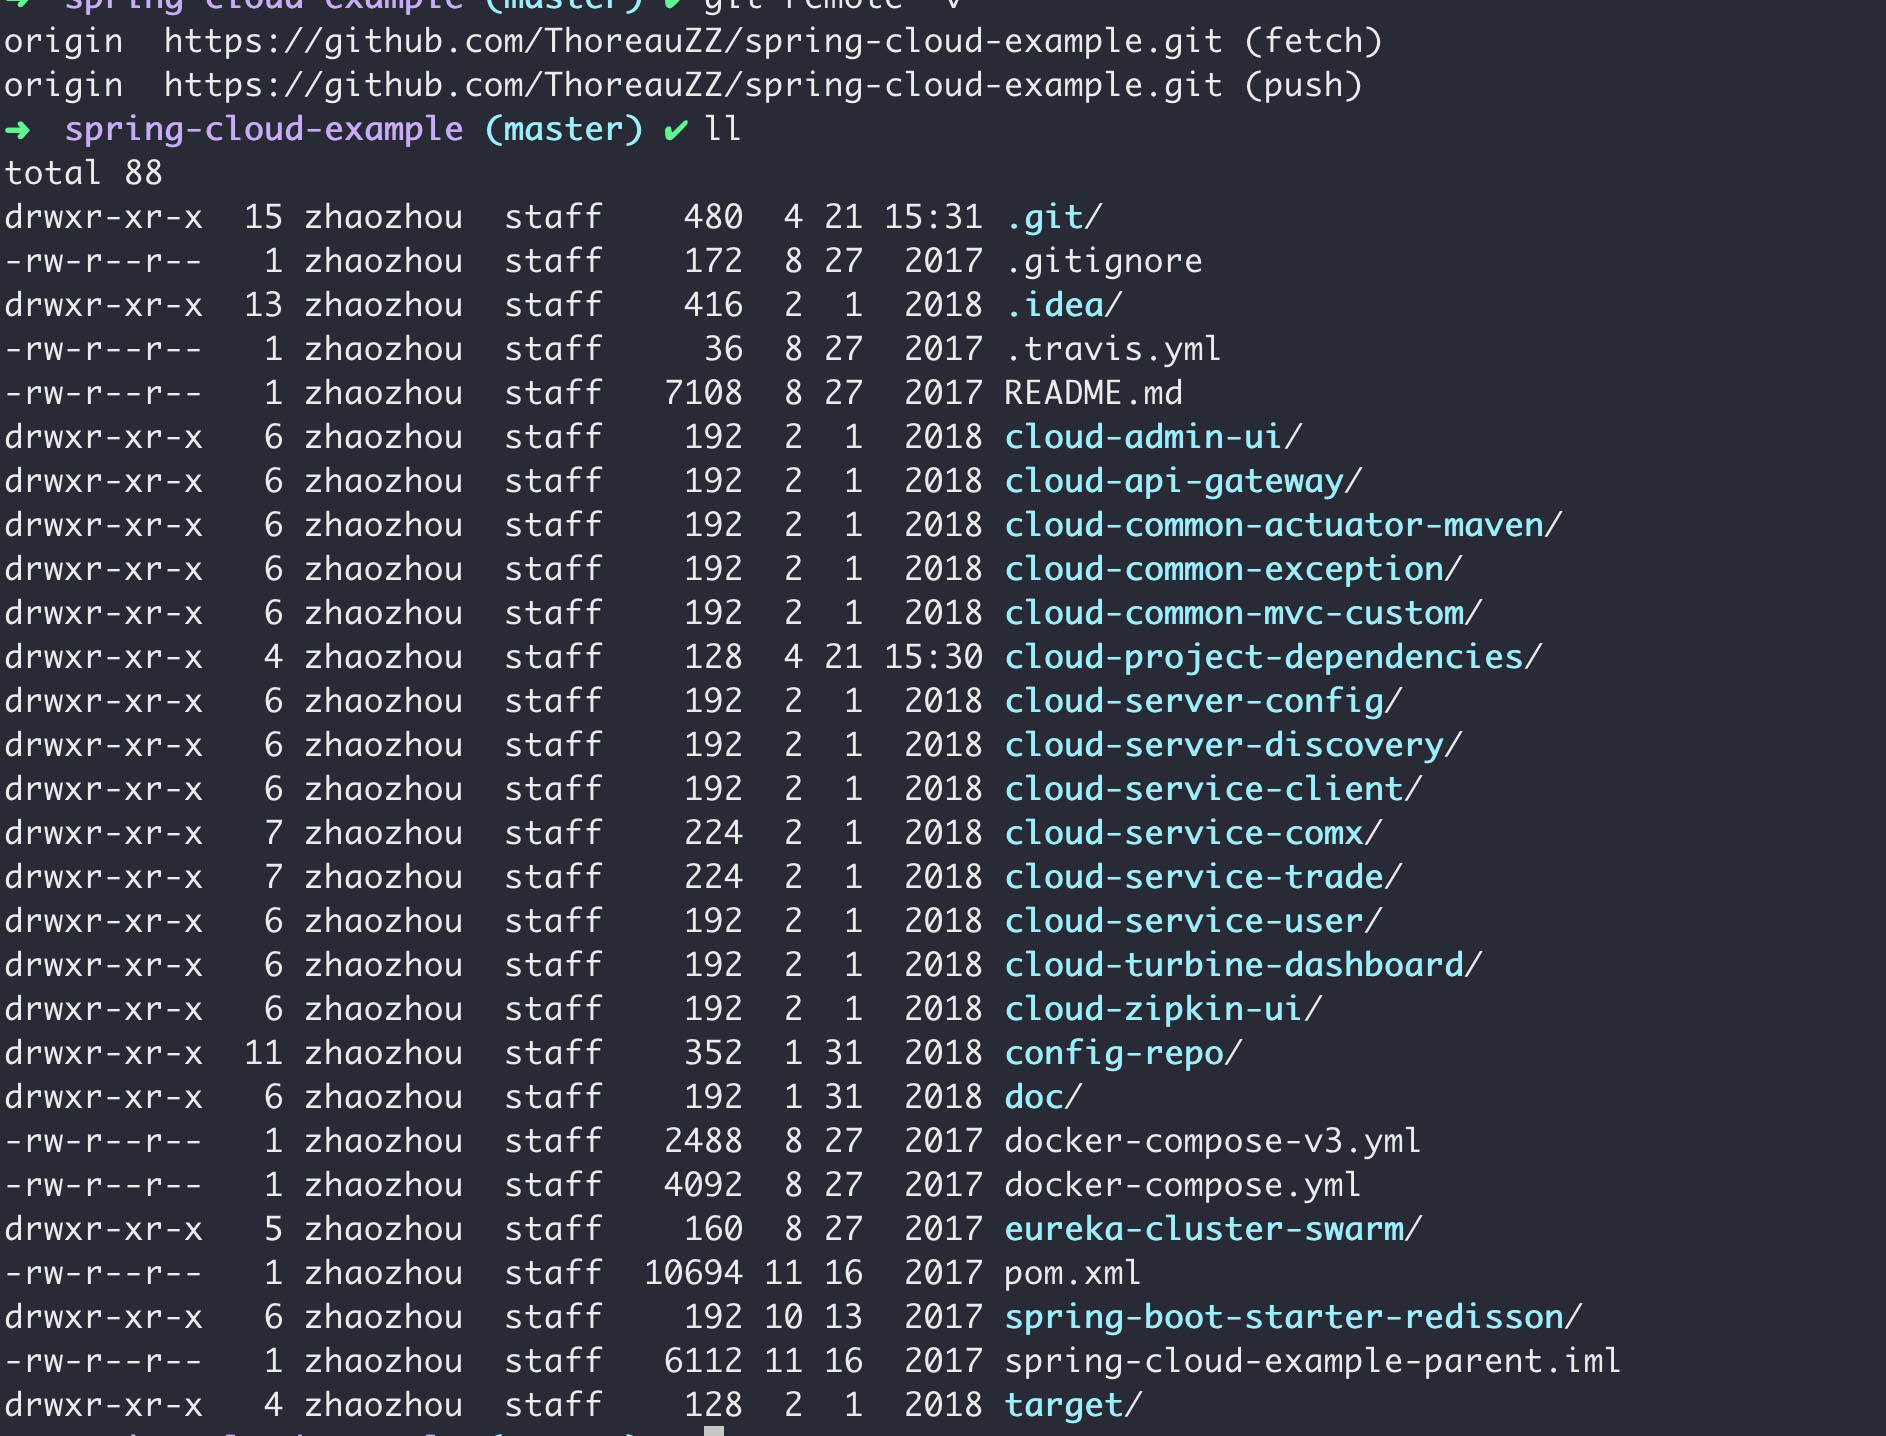 ➜  spring-cloud-example (master) ✔ git remote -v
origin  https://github.com/ThoreauZZ/spring-cloud-example.git (fetch)
origin  https://github.com/ThoreauZZ/spring-cloud-example.git (push)
➜  spring-cloud-example (master) ✔ ll
total 88
drwxr-xr-x  15 zhaozhou  staff    480  4 21 15:31 .git/
-rw-r--r--   1 zhaozhou  staff    172  8 27  2017 .gitignore
drwxr-xr-x  13 zhaozhou  staff    416  2  1  2018 .idea/
-rw-r--r--   1 zhaozhou  staff     36  8 27  2017 .travis.yml
-rw-r--r--   1 zhaozhou  staff   7108  8 27  2017 README.md
drwxr-xr-x   6 zhaozhou  staff    192  2  1  2018 cloud-admin-ui/
drwxr-xr-x   6 zhaozhou  staff    192  2  1  2018 cloud-api-gateway/
drwxr-xr-x   6 zhaozhou  staff    192  2  1  2018 cloud-common-actuator-maven/
drwxr-xr-x   6 zhaozhou  staff    192  2  1  2018 cloud-common-exception/
drwxr-xr-x   6 zhaozhou  staff    192  2  1  2018 cloud-common-mvc-custom/
drwxr-xr-x   4 zhaozhou  staff    128  4 21 15:30 cloud-project-dependencies/
drwxr-xr-x   6 zhaozhou  staff    192  2  1  2018 cloud-server-config/
drwxr-xr-x   6 zhaozhou  staff    192  2  1  2018 cloud-server-discovery/
drwxr-xr-x   6 zhaozhou  staff    192  2  1  2018 cloud-service-client/
drwxr-xr-x   7 zhaozhou  staff    224  2  1  2018 cloud-service-comx/
drwxr-xr-x   7 zhaozhou  staff    224  2  1  2018 cloud-service-trade/
drwxr-xr-x   6 zhaozhou  staff    192  2  1  2018 cloud-service-user/
drwxr-xr-x   6 zhaozhou  staff    192  2  1  2018 cloud-turbine-dashboard/
drwxr-xr-x   6 zhaozhou  staff    192  2  1  2018 cloud-zipkin-ui/
drwxr-xr-x  11 zhaozhou  staff    352  1 31  2018 config-repo/
drwxr-xr-x   6 zhaozhou  staff    192  1 31  2018 doc/
-rw-r--r--   1 zhaozhou  staff   2488  8 27  2017 docker-compose-v3.yml
-rw-r--r--   1 zhaozhou  staff   4092  8 27  2017 docker-compose.yml
drwxr-xr-x   5 zhaozhou  staff    160  8 27  2017 eureka-cluster-swarm/
-rw-r--r--   1 zhaozhou  staff  10694 11 16  2017 pom.xml
drwxr-xr-x   6 zhaozhou  staff    192 10 13  2017 spring-boot-starter-redisson/
-rw-r--r--   1 zhaozhou  staff   6112 11 16  2017 spring-cloud-example-parent.iml
drwxr-xr-x   4 zhaozhou  staff    128  2  1  2018 target/